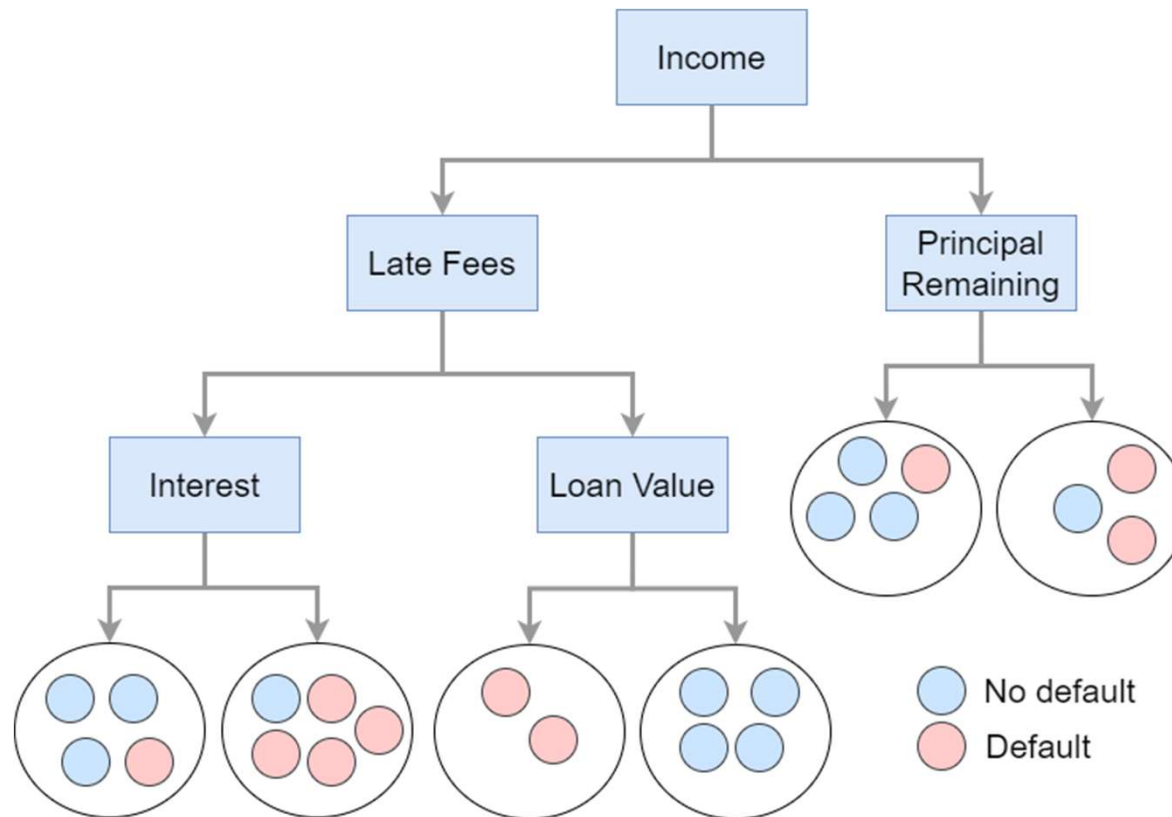 Income
Late Fees
Principal
Remaining
Interest
Loan Value
No default
Default